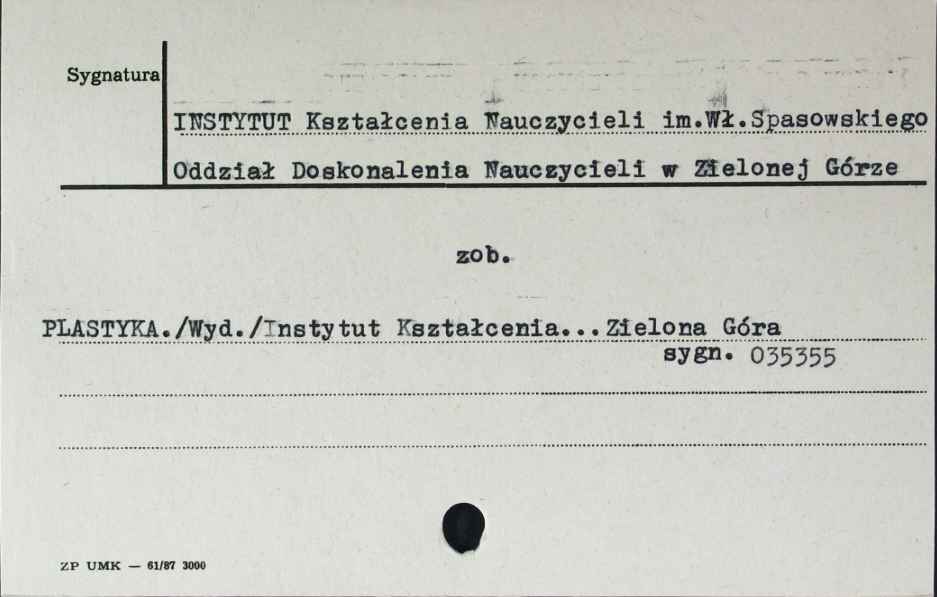 Sygnatura
INSTYTUT Kształcenia Nauczycieli im.Wł.Spasowskiego
Oddział Doskonalenia Nauczycieli w Zielonej Górze
zob.
PLASTYKA./Wyd./Instytut Kształcenia...Zielona Góra
sygn. 035355
ZP UMK — 61/87 3000